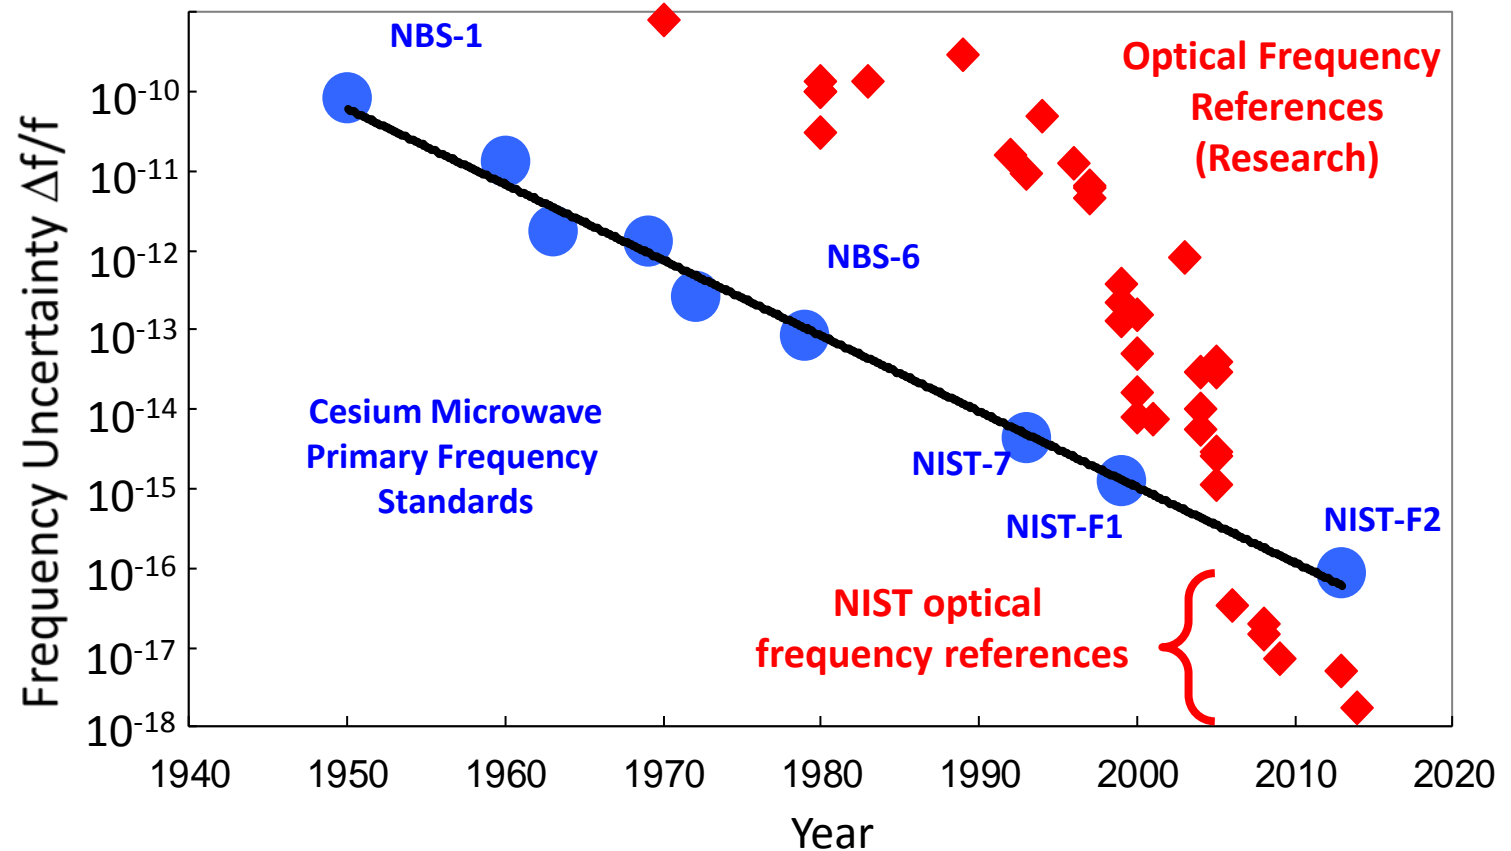 NBS-1
Optical Frequency
References
(Research)
NBS-6
Cesium Microwave
Primary Frequency
Standards
NIST-7
NIST-F1
NIST-F2
NIST optical
frequency references
Frequency Uncertainty Δf/f
10-10
10-11
10-12
10-13
10-14
10-15
10-16
10-17
10-18
1940 1950 1960 1970 1980 1990 2000 2010 2020
Year